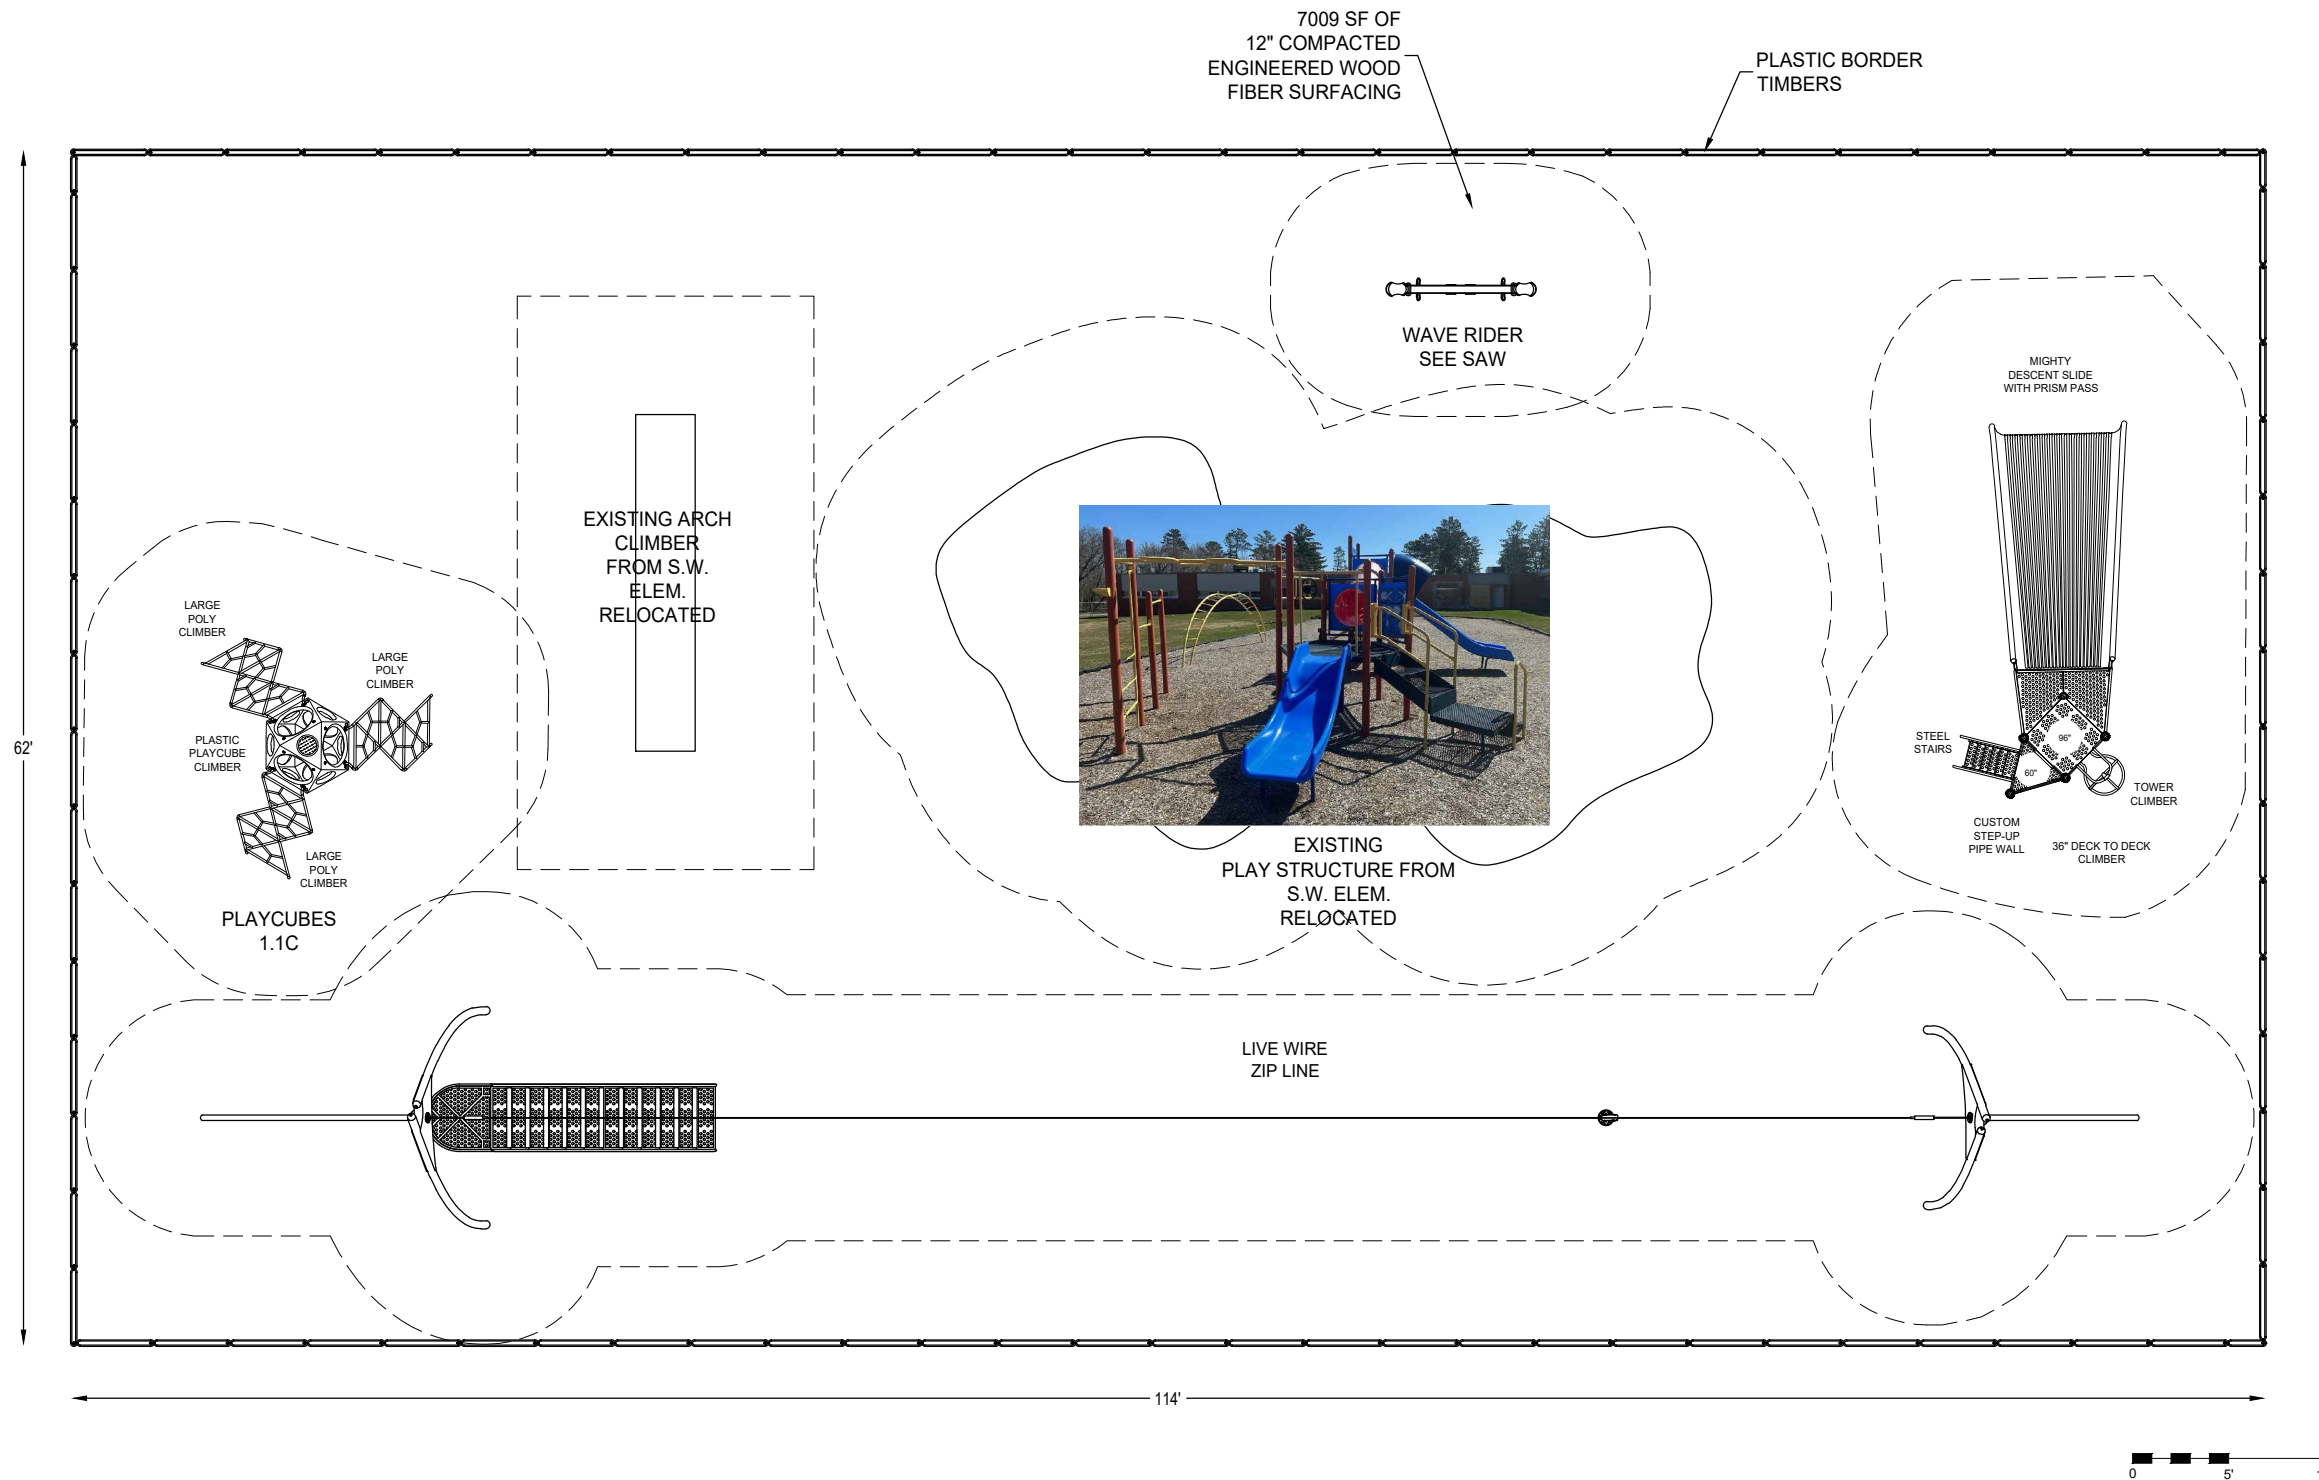 7009 SF OF
12" COMPACTED
ENGINEERED WOOD
FIBER SURFACING
PLASTIC BORDER
TIMBERS
WAVE RIDER
SEE SAW
MIGHTY
DESCENT SLIDE
WITH PRISM PASS
EXISTING ARCH
CLIMBER
FROM S.W.
ELEM.
RELOCATED
LARGE
POLY
CLIMBER
LARGE
POLY
CLIMBER
PLASTIC
PLAYCUBE
CLIMBER
62'
STEEL
STAIRS
96"
60"
TOWER
CLIMBER
CUSTOM
STEP-UP
PIPE WALL
36" DECK TO DECK
CLIMBER
LARGE
POLY
CLIMBER
EXISTING
PLAY STRUCTURE FROM
S.W. ELEM.
RELOCATED
PLAYCUBES
1.1C
LIVE WIRE
ZIP LINE
114'
0 5'